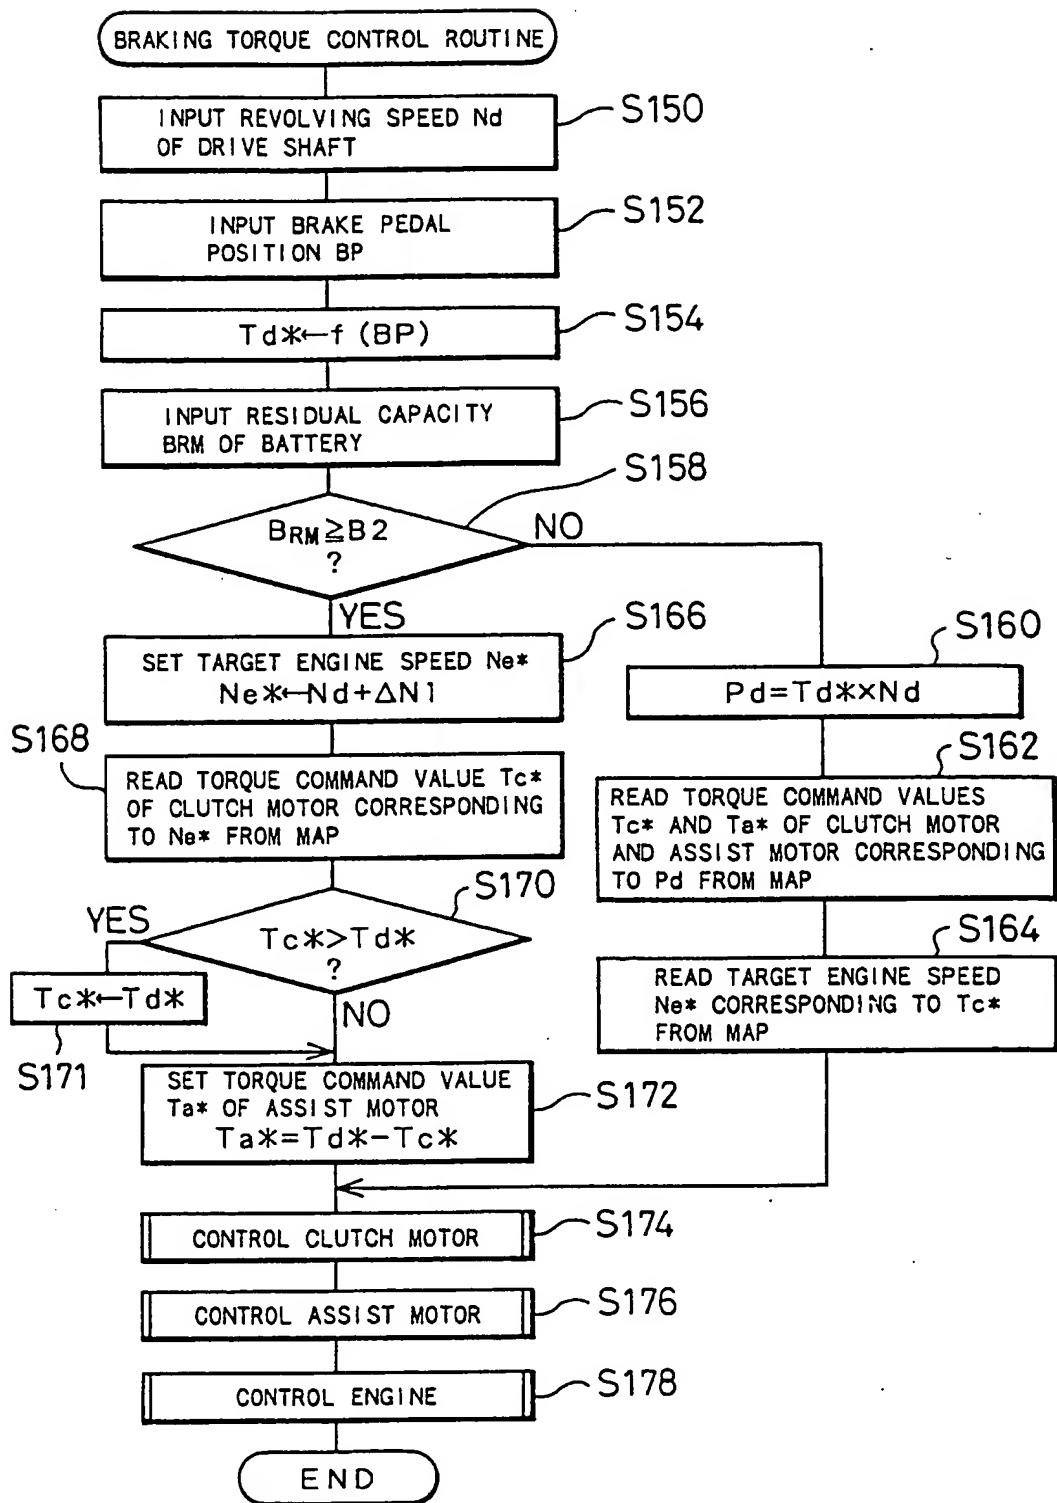 BRAKING TORQUE CONTROL ROUTINE
INPUT REVOLVING SPEED Nd
OF DRIVE SHAFT
S150
INPUT BRAKE PEDAL
POSITION BP
S152
Td*←f (BP)
S154
INPUT RESIDUAL CAPACITY
BRM OF BATTERY
S156
S158
BRM≧B2
?
NO
YES
S166
SET TARGET ENGINE SPEED Ne*
Ne*←Nd+ΔN1
S160
Pd=Td*×Nd
S168
READ TORQUE COMMAND VALUE Tc*
OF CLUTCH MOTOR CORRESPONDING
TO Ne* FROM MAP
S162
READ TORQUE COMMAND VALUES
Tc* AND Ta* OF CLUTCH MOTOR
AND ASSIST MOTOR CORRESPONDING
TO Pd FROM MAP
S170
YES
Tc*>Td*
?
NO
S164
READ TARGET ENGINE SPEED
Ne* CORRESPONDING TO Tc*
FROM MAP
Tc*←Td*
S171
SET TORQUE COMMAND VALUE
Ta* OF ASSIST MOTOR
Ta*=Td*-Tc*
S172
CONTROL CLUTCH MOTOR
S174
CONTROL ASSIST MOTOR
S176
CONTROL ENGINE
S178
END